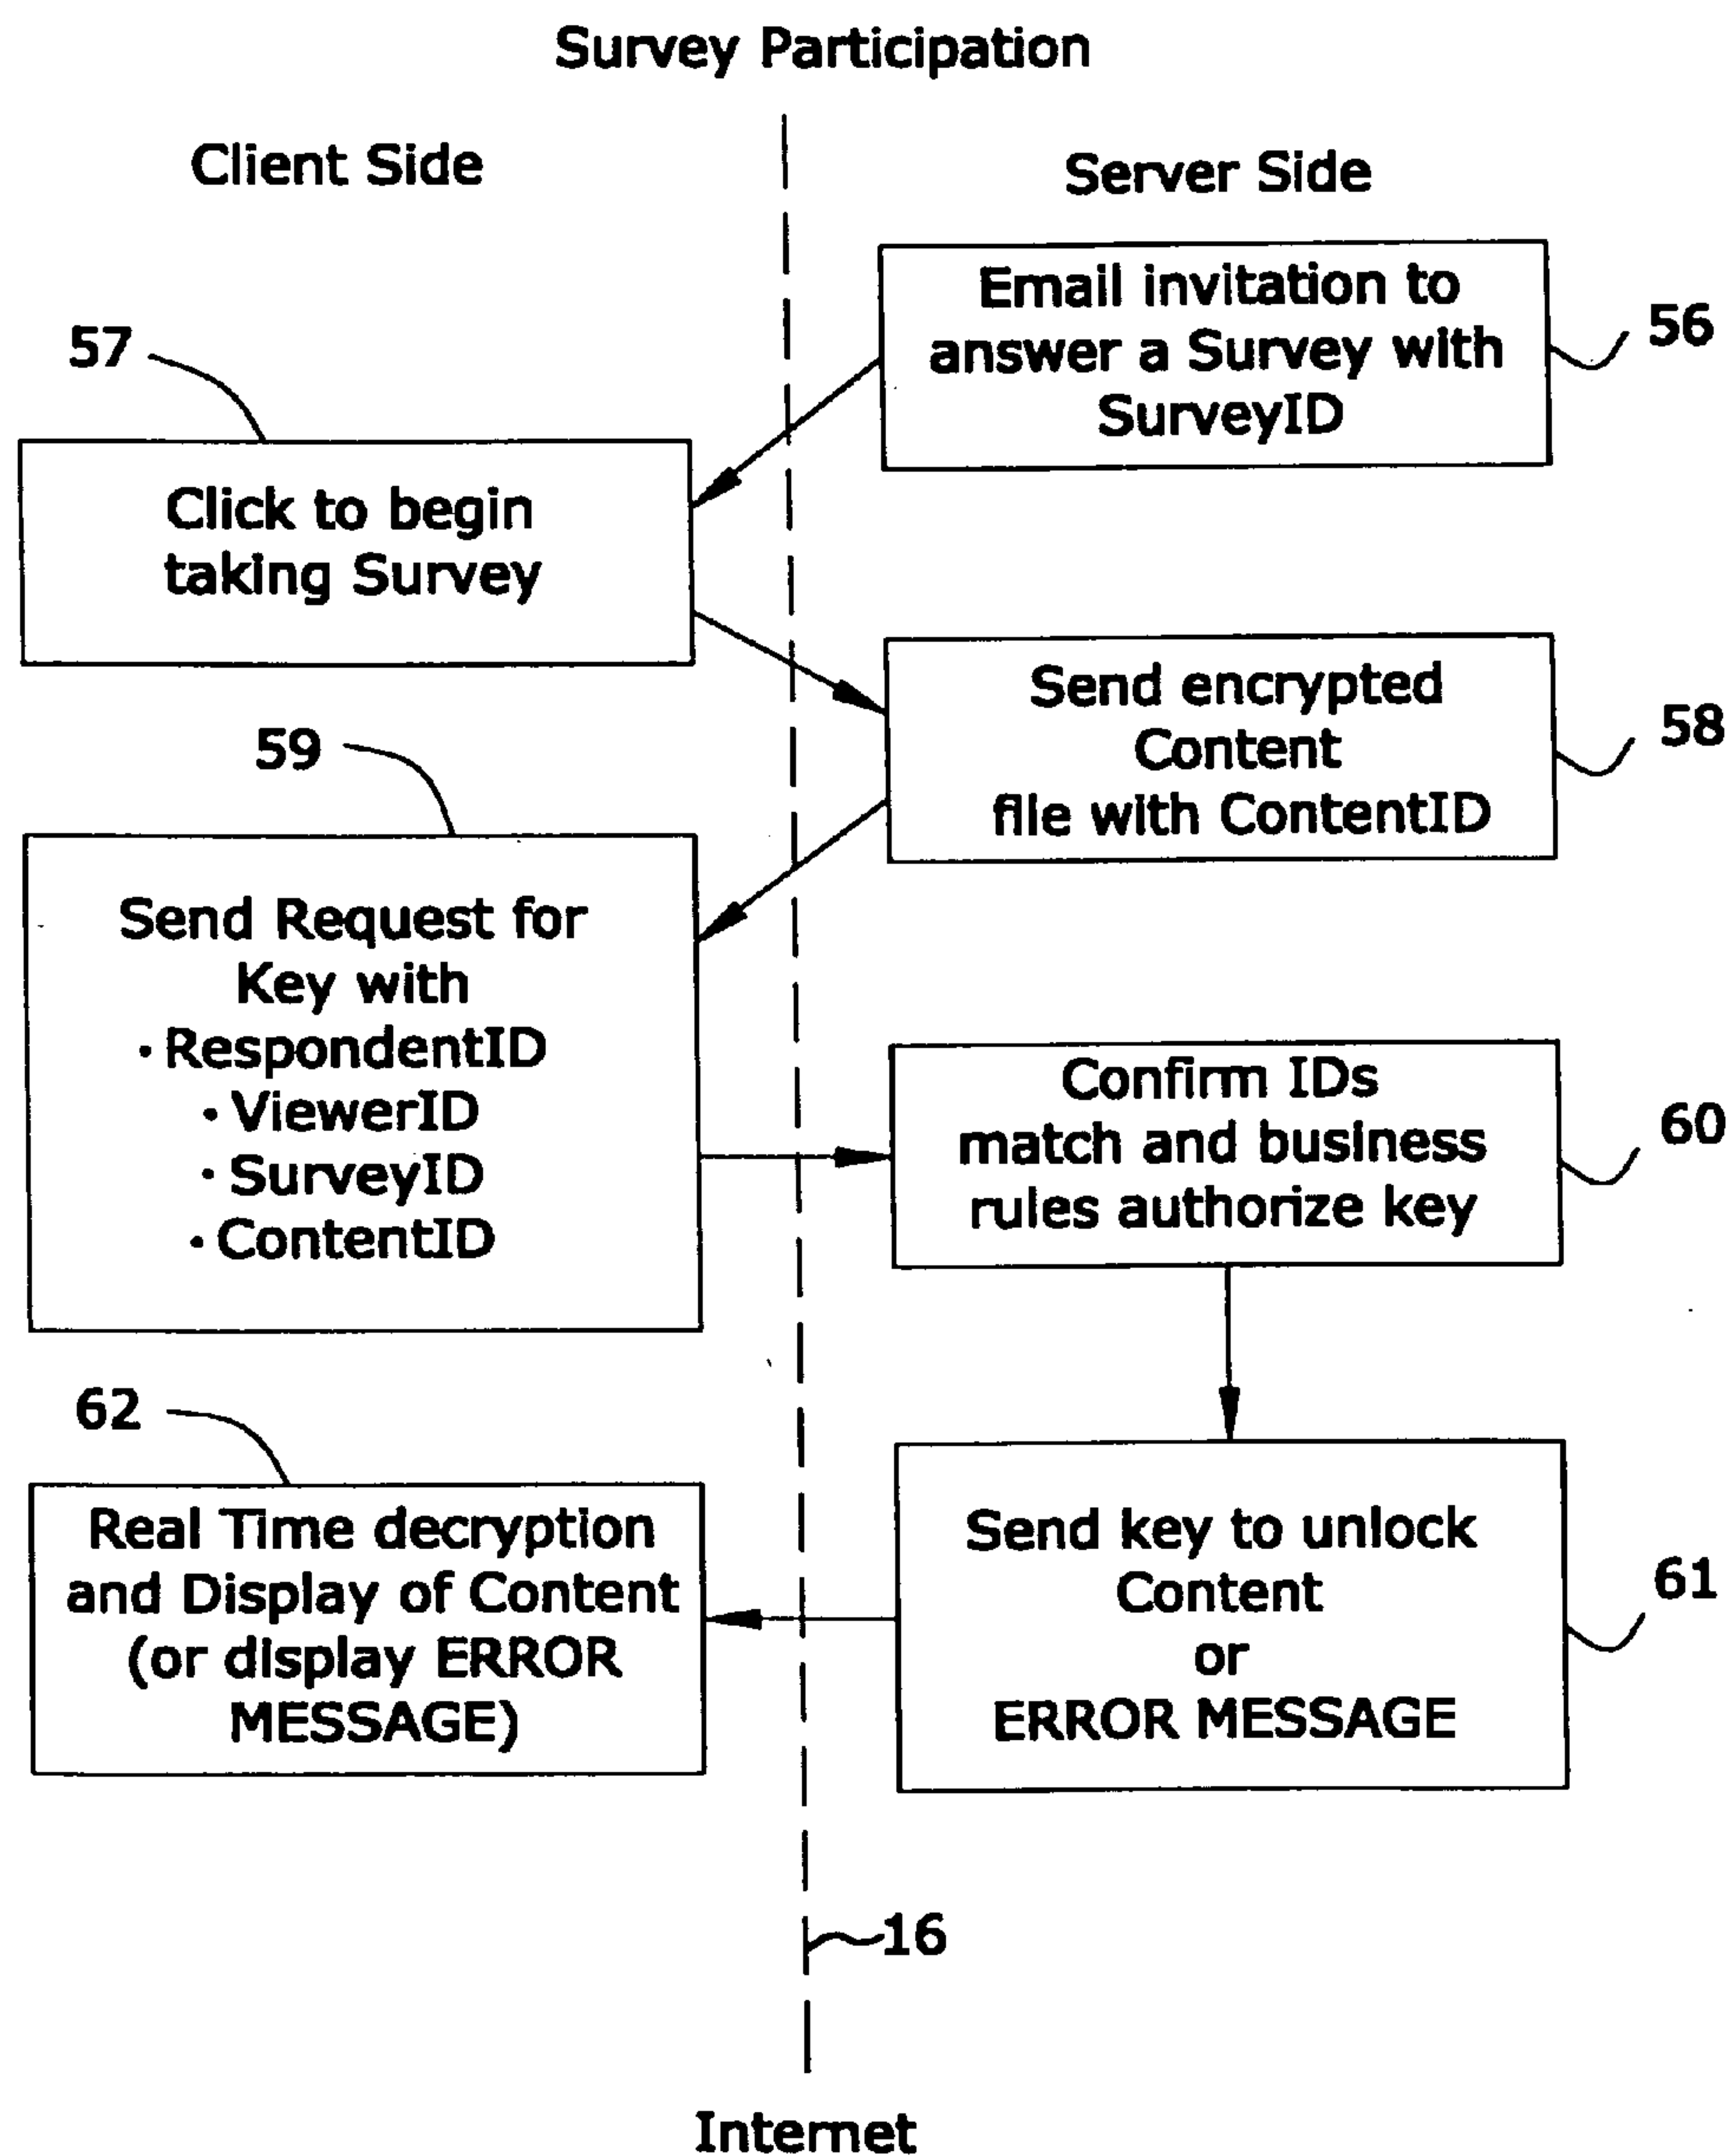 Survey Participation
Client Side
Server Side
Email invitation to
answer a Survey with
SurveyID
56
57
Click to begin
taking Survey
Send encrypted
Content
file with ContentID
58
59
Send Request for
Key with
· RespondentID
· ViewerID
· SurveyID
· ContentID
Confirm IDs
match and business
rules authorize key
60
62
Real Time decryption
and Display of Content
(or display ERROR
MESSAGE)
Send key to unlock
Content
or
ERROR MESSAGE
61
16
Internet